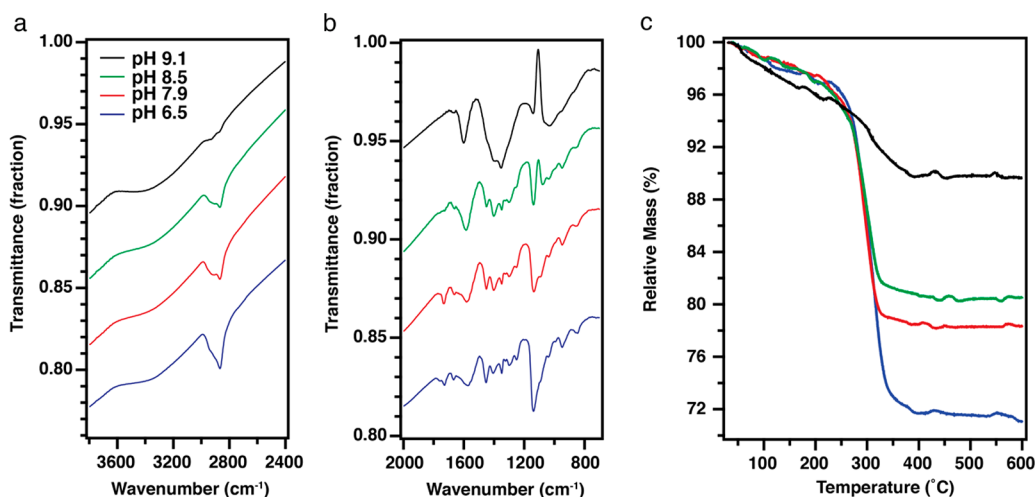 a
pH 9.1
pH 8.5
pH 7.9
pH 6.5
1.00
0.95
0.90
0.85
0.80
Transmittance (fraction)
3600 3200 2800 2400
Wavenumber (cm⁻¹)
b
1.00
0.95
0.90
0.85
0.80
Transmittance (fraction)
2000 1600 1200 800
Wavenumber (cm⁻¹)
c
100
96
92
88
84
80
76
72
Relative Mass (%)
100 200 300 400 500 600
Temperature (˚C)